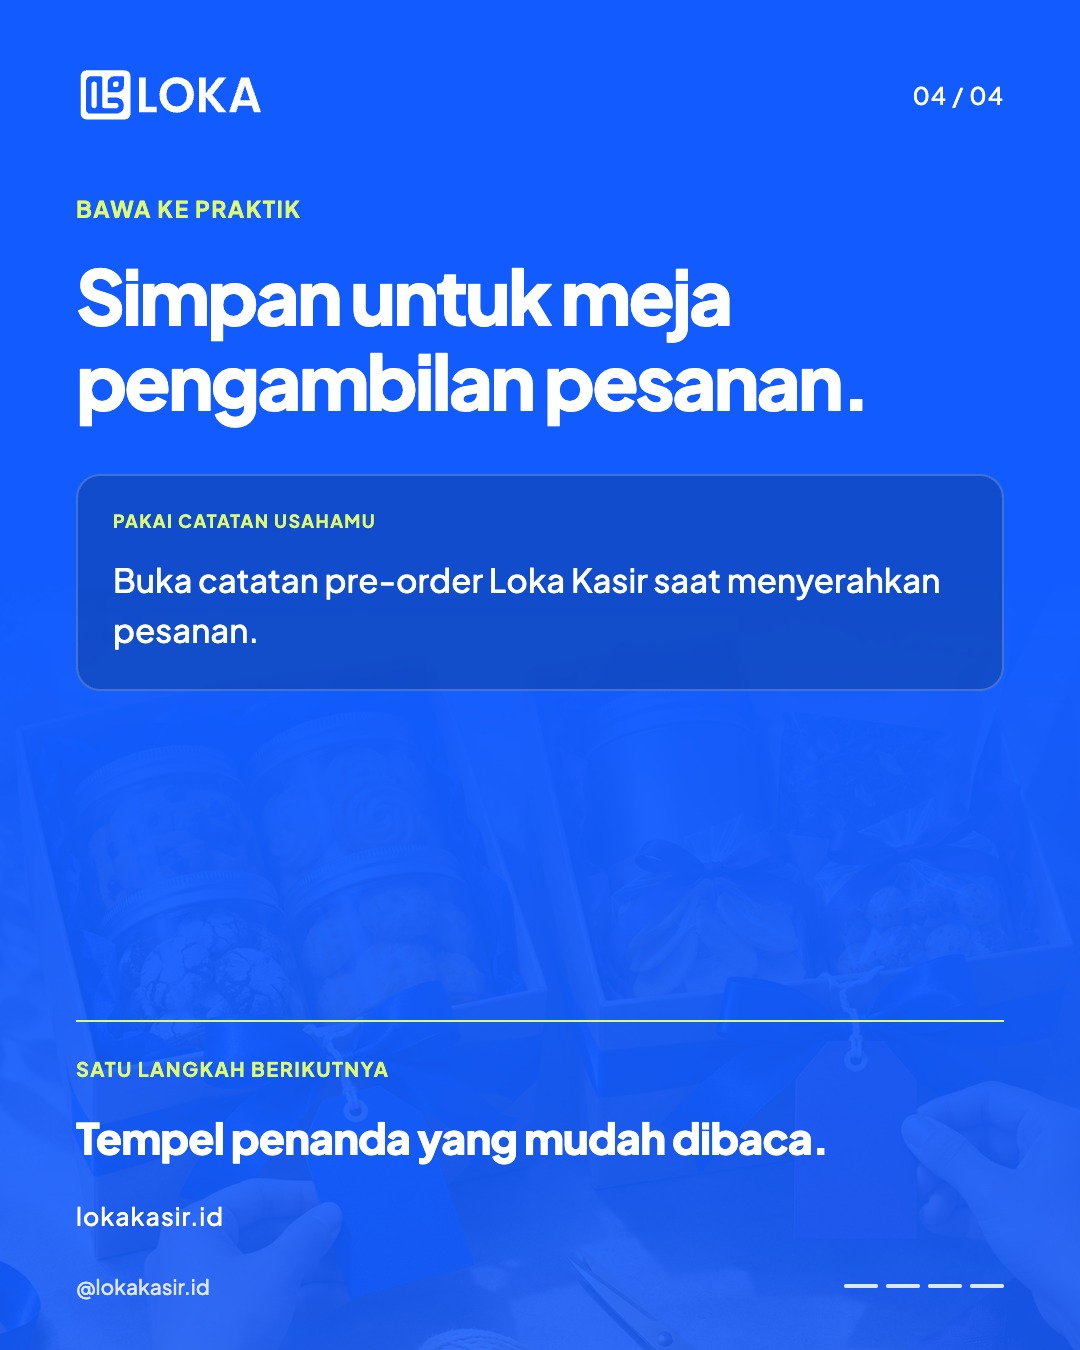 LOKA
04 / 04
BAWA KE PRAKTIK
Simpan untuk meja
pengambilan pesanan.
PAKAI CATATAN USAHAMU
Buka catatan pre-order Loka Kasir saat menyerahkan
pesanan.
SATU LANGKAH BERIKUTNYA
Tempel penanda yang mudah dibaca.
lokakasir.id
@lokakasir.id